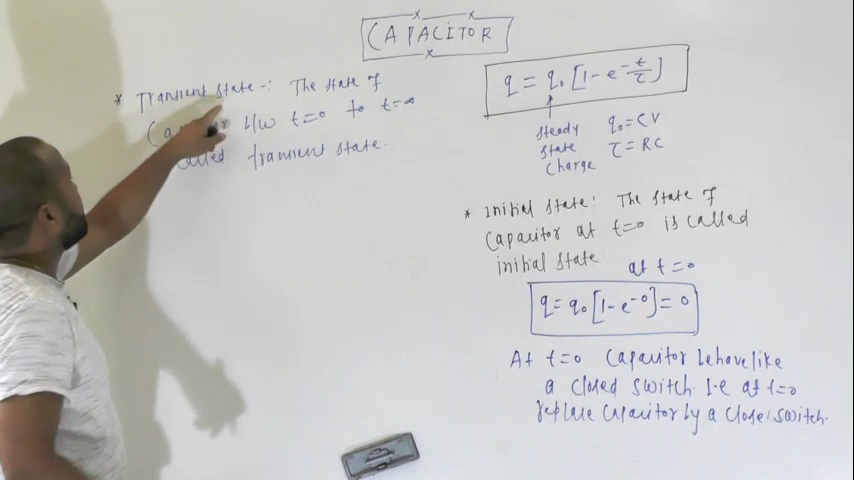 CAPACITOR
* Transient state -: The state of
Ca r b/w t=0 to t=∞
called transient state.
q = q₀ [1 - e^-t/τ]
↑
steady
state
charge
q₀ = CV
τ = RC
* Initial state: The state of
Capacitor at t=0 is called
initial state.
at t=0
q = q₀ [1 - e^-0] = 0
At t=0 Capacitor behave like
a closed switch. I.e at t=0
replace Capacitor by a close switch.